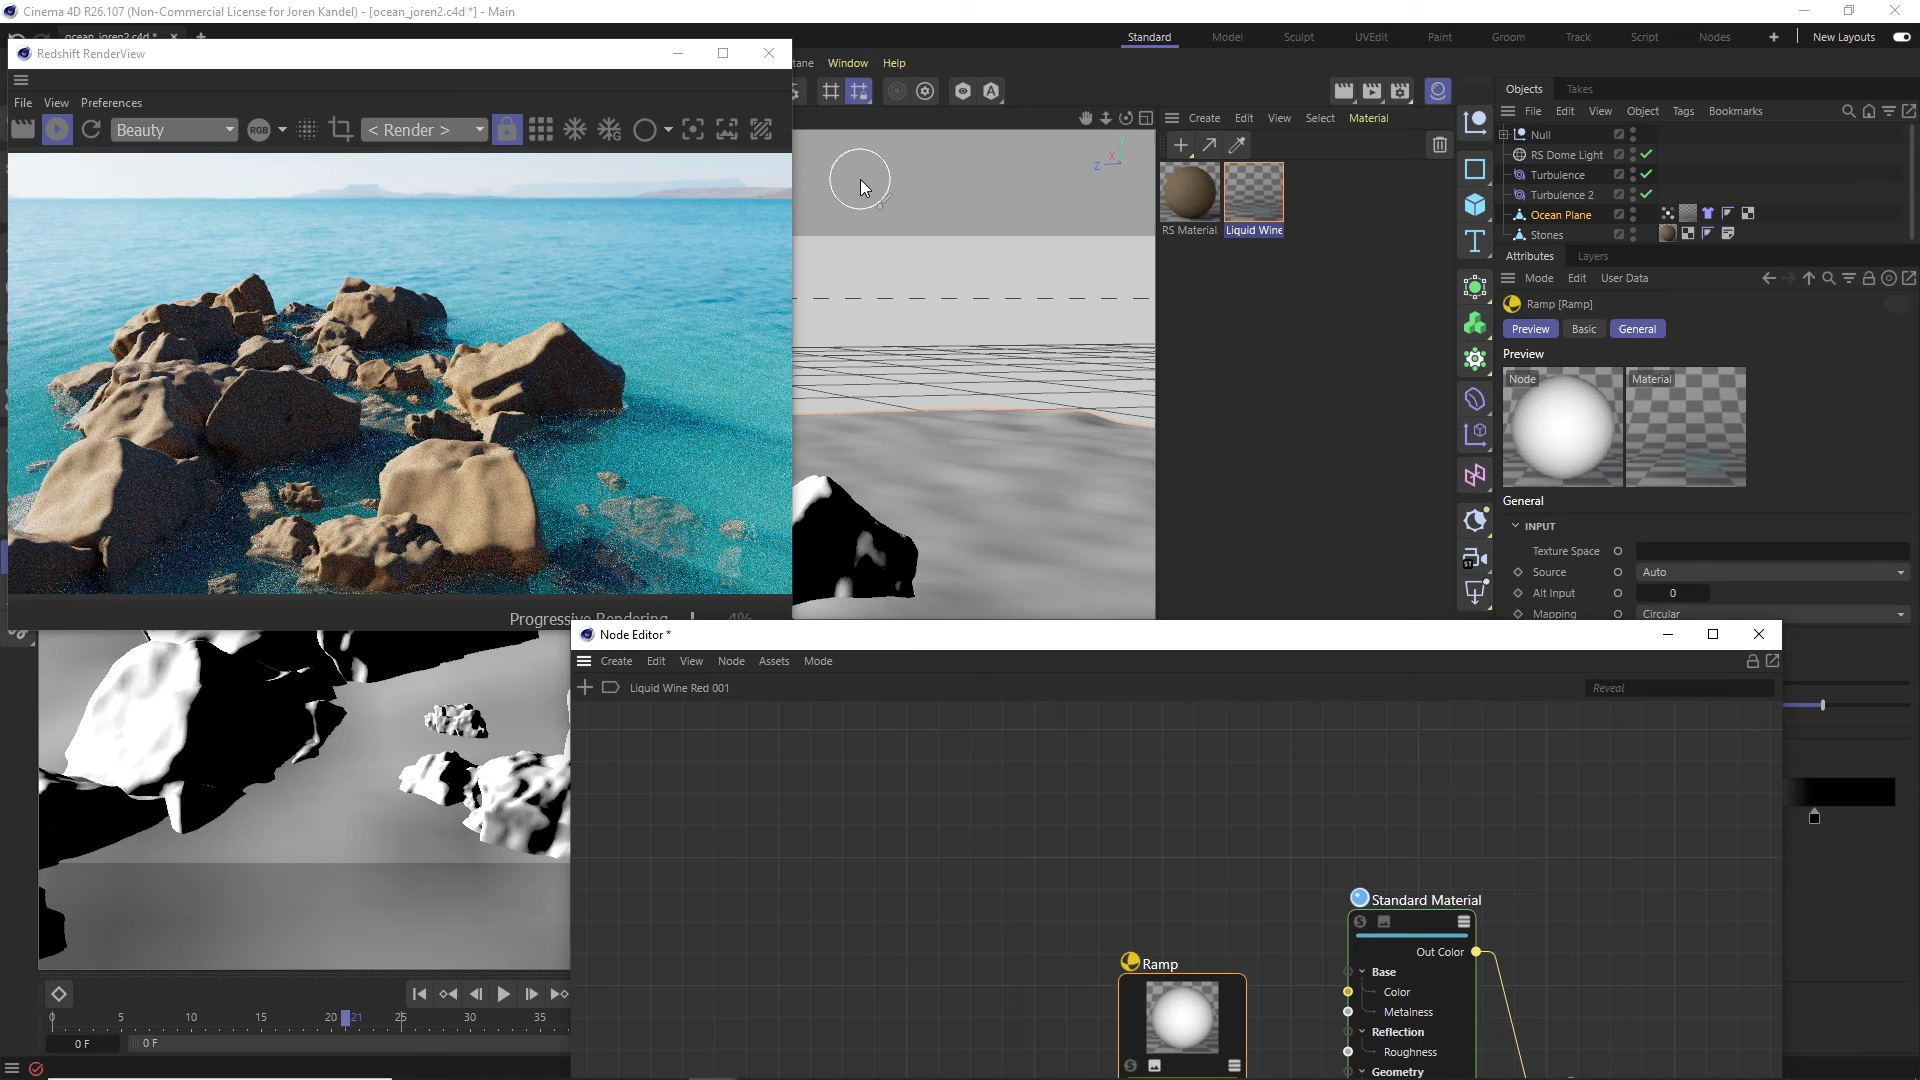 Cinema 4D R26.107 (Non-Commercial License for Joren Kandel) - [ocean_joren2.c4d *] - Main
ocean_joren2.c4d *
Standard Model Sculpt UVEdit Paint Groom Track Script Nodes New Layouts
Redshift RenderView
Window Help
File View Preferences
Beauty
RGB
< Render >
Progressive Rendering 4%
X
Z
Create Edit View Select Material
RS Material
Liquid Wine
Objects Takes
File Edit View Object Tags Bookmarks
Null
RS Dome Light
Turbulence
Turbulence 2
Ocean Plane
Stones
Attributes Layers
Mode Edit User Data
Ramp [Ramp]
Preview Basic General
Preview
Node
Material
General
INPUT
Texture Space
Source Auto
Alt Input 0
Mapping Circular
Node Editor *
Create Edit View Node Assets Mode
Liquid Wine Red 001
Reveal
Standard Material
Out Color
Base
Color
Metalness
Reflection
Roughness
Geometry
Ramp
0 5 10 15 20 21 25 30 35
0 F 0 F